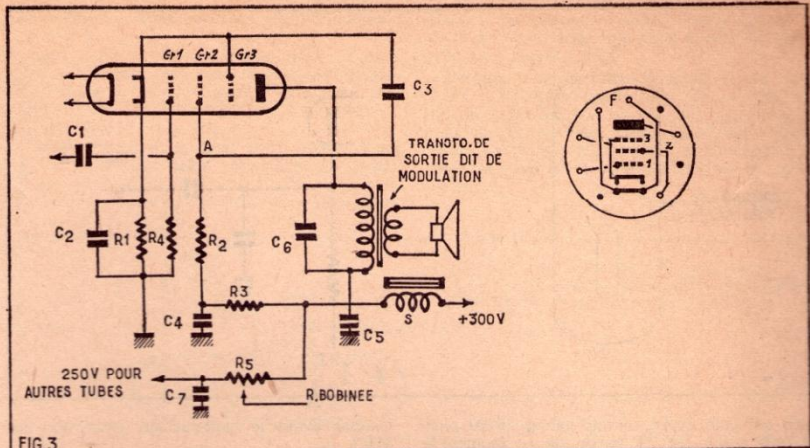 Gr1 Gr2 Gr3
C3
C1
A
TRANSTO.DE
SORTIE DIT DE
MODULATION
F
3
2
1
C2
R1
R4
R2
C6
R3
S
+300V
C4
C5
250V POUR
AUTRES TUBES
R5
C7
R.BOBINEE
FIG 3